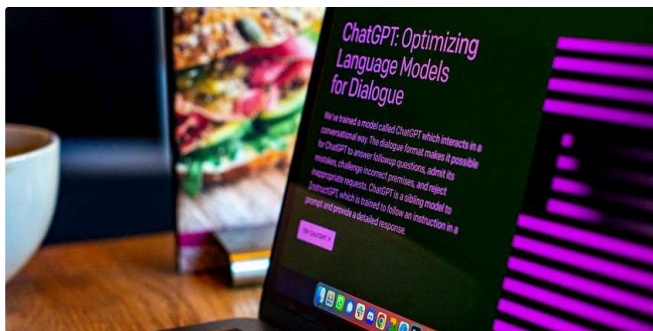 ChatGPT: Optimizing
Language Models
for Dialogue
We've trained a model called ChatGPT which interacts in a
conversational way. The dialogue format makes it possible
for ChatGPT to answer followup questions, admit its
mistakes, challenge incorrect premises, and reject
inappropriate requests. ChatGPT is a sibling model to
InstructGPT, which is trained to follow an instruction in a
prompt and provide a detailed response.
TRY CHATGPT ↗